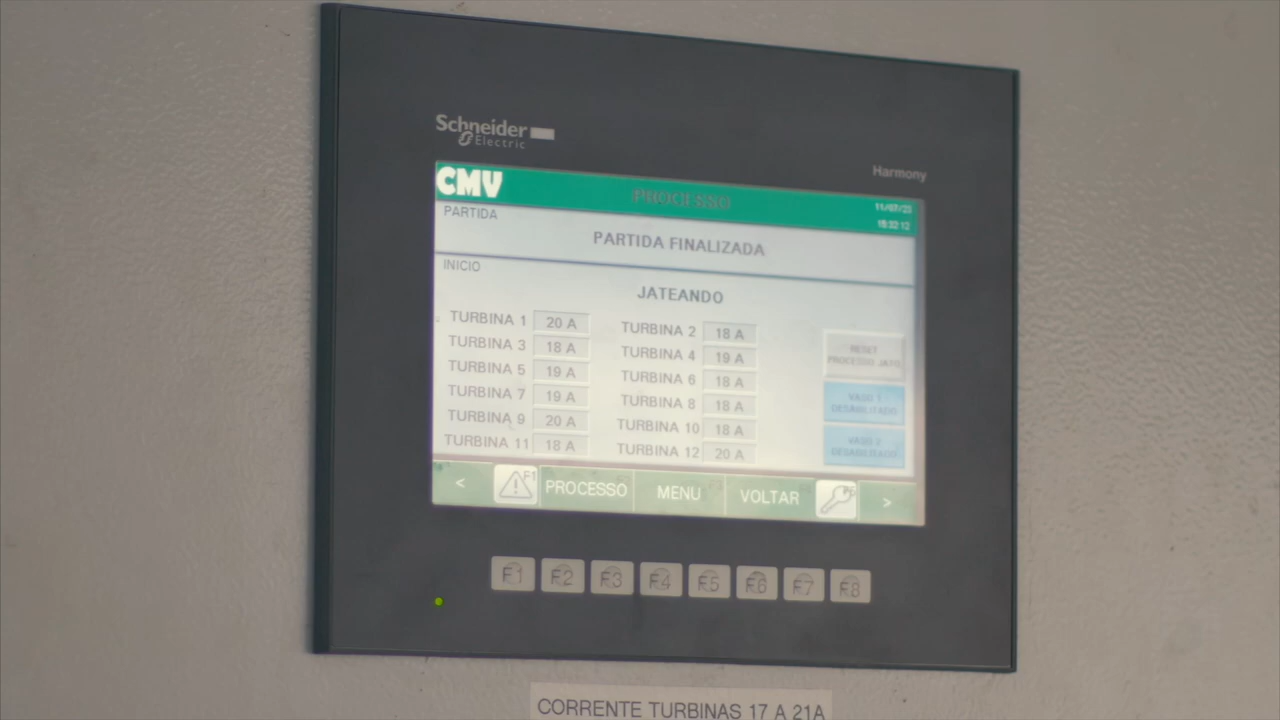 Schneider
Electric
Harmony
CMV PROCESSO 11/07/23
15:32:12
PARTIDA
PARTIDA FINALIZADA
INICIO
JATEANDO
TURBINA 1 20 A TURBINA 2 18 A
TURBINA 3 18 A TURBINA 4 19 A
TURBINA 5 19 A TURBINA 6 18 A
TURBINA 7 19 A TURBINA 8 18 A
TURBINA 9 20 A TURBINA 10 18 A
TURBINA 11 18 A TURBINA 12 20 A
RESET
PROCESSO JATO
VASO 1
DESABILITADO
VASO 2
DESABILITADO
< F1 PROCESSO MENU VOLTAR >
F1 F2 F3 F4 F5 F6 F7 F8
CORRENTE TURBINAS 17 A 21A